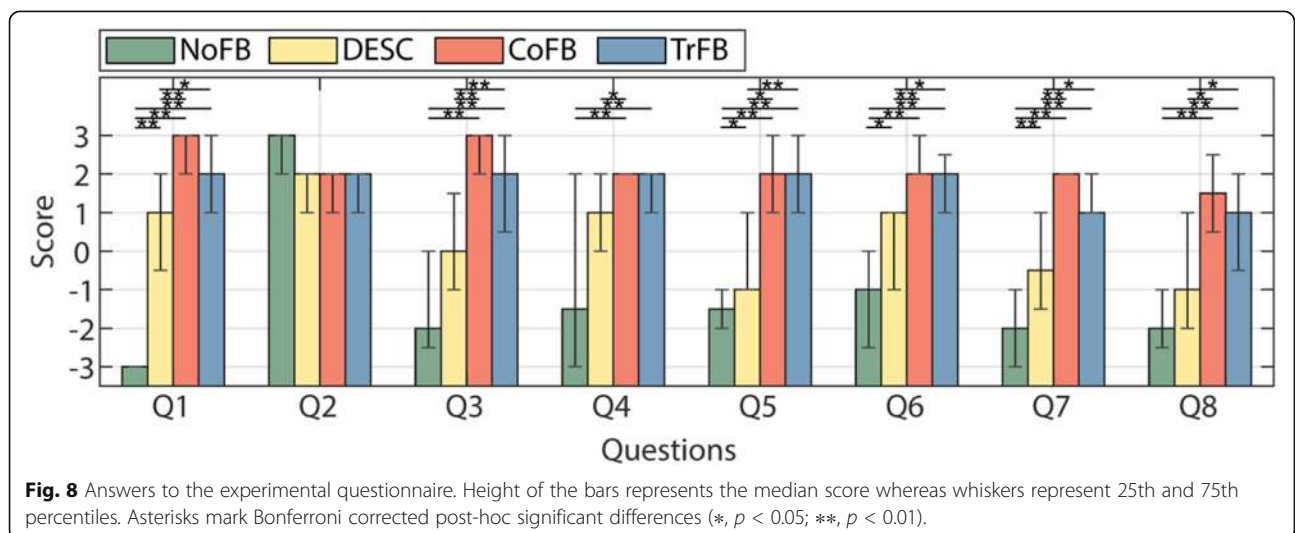 NoFB DESC CoFB TrFB
** ** ** ** *
** ** ** **
** ** *
* ** ** * **
* ** ** ** *
** ** ** ** *
** ** * *
3
2
1
0
-1
-2
-3
Score
Q1 Q2 Q3 Q4 Q5 Q6 Q7 Q8
Questions
Fig. 8 Answers to the experimental questionnaire. Height of the bars represents the median score whereas whiskers represent 25th and 75th
percentiles. Asterisks mark Bonferroni corrected post-hoc significant differences (*, p < 0.05; **, p < 0.01).